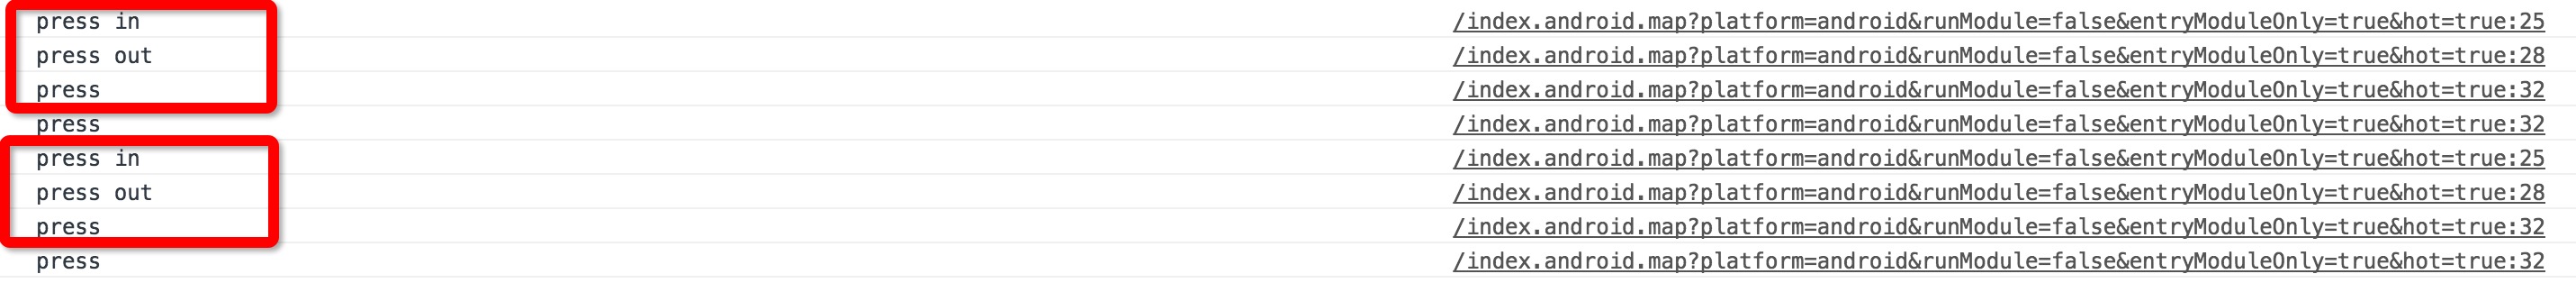 press in /index.android.map?platform=android&runModule=false&entryModuleOnly=true&hot=true:25
press out /index.android.map?platform=android&runModule=false&entryModuleOnly=true&hot=true:28
press /index.android.map?platform=android&runModule=false&entryModuleOnly=true&hot=true:32
press /index.android.map?platform=android&runModule=false&entryModuleOnly=true&hot=true:32
press in /index.android.map?platform=android&runModule=false&entryModuleOnly=true&hot=true:25
press out /index.android.map?platform=android&runModule=false&entryModuleOnly=true&hot=true:28
press /index.android.map?platform=android&runModule=false&entryModuleOnly=true&hot=true:32
press /index.android.map?platform=android&runModule=false&entryModuleOnly=true&hot=true:32